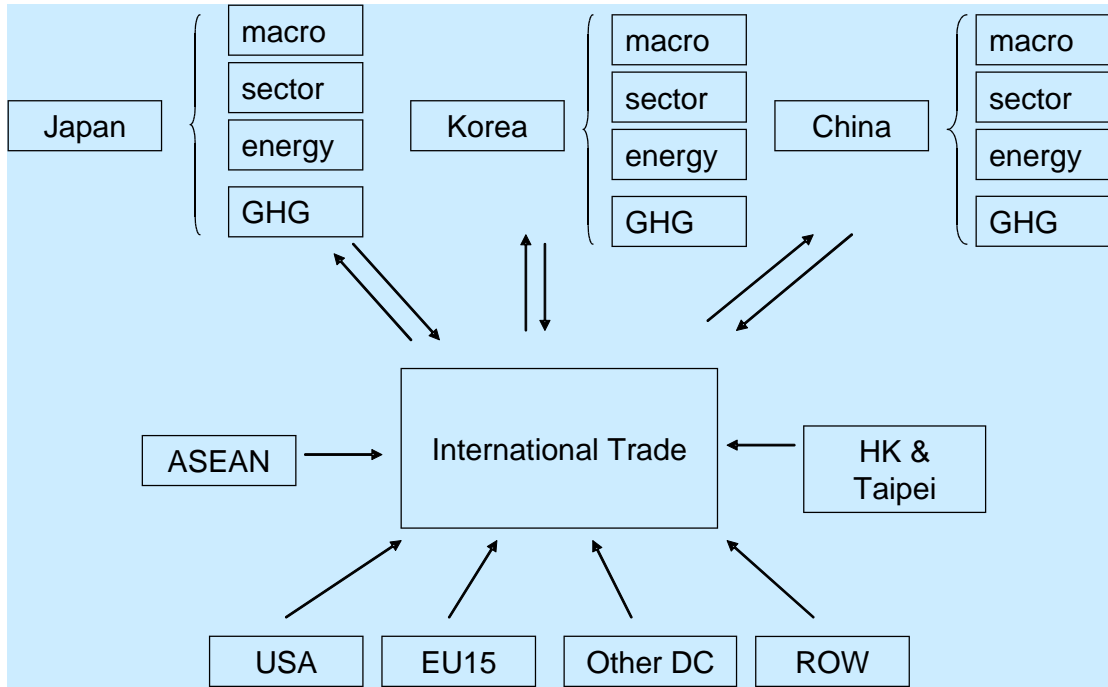 Japan
macro
sector
energy
GHG
Korea
macro
sector
energy
GHG
China
macro
sector
energy
GHG
International Trade
ASEAN
HK &
Taipei
USA
EU15
Other DC
ROW